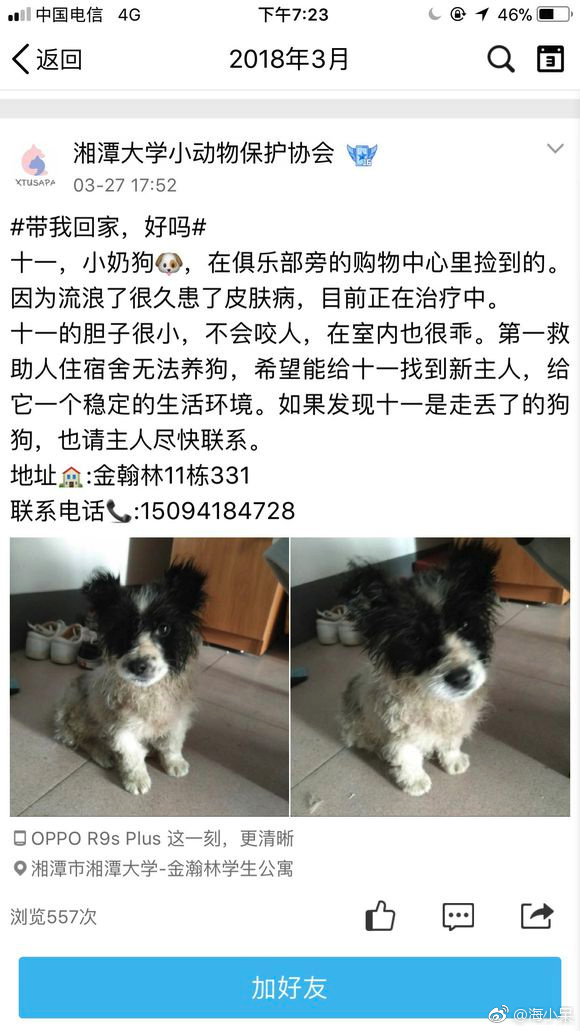 中国电信 4G 下午7:23 46%
返回 2018年3月 3
湘潭大学小动物保护协会 16
XTUSAPA 03-27 17:52
#带我回家，好吗#
十一，小奶狗🐶，在俱乐部旁的购物中心里捡到的。
因为流浪了很久患了皮肤病，目前正在治疗中。
十一的胆子很小，不会咬人，在室内也很乖。第一救
助人住宿舍无法养狗，希望能给十一找到新主人，给
它一个稳定的生活环境。如果发现十一是走丢了的狗
狗，也请主人尽快联系。
地址🏠:金翰林11栋331
联系电话📞:15094184728
OPPO R9s Plus 这一刻，更清晰
湘潭市湘潭大学-金瀚林学生公寓
浏览557次
加好友
@海小呆